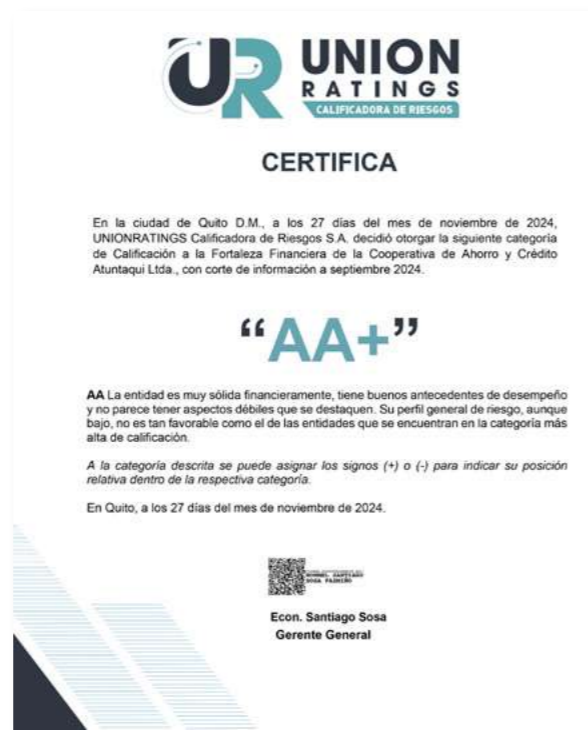 UR UNION
RATINGS
CALIFICADORA DE RIESGOS
CERTIFICA
En la ciudad de Quito D.M., a los 27 días del mes de noviembre de 2024,
UNIONRATINGS Calificadora de Riesgos S.A. decidió otorgar la siguiente categoría
de Calificación a la Fortaleza Financiera de la Cooperativa de Ahorro y Crédito
Atuntaqui Ltda., con corte de información a septiembre 2024.
“AA+”
AA La entidad es muy sólida financieramente, tiene buenos antecedentes de desempeño
y no parece tener aspectos débiles que se destaquen. Su perfil general de riesgo, aunque
bajo, no es tan favorable como el de las entidades que se encuentran en la categoría más
alta de calificación.
A la categoría descrita se puede asignar los signos (+) o (-) para indicar su posición
relativa dentro de la respectiva categoría.
En Quito, a los 27 días del mes de noviembre de 2024.
SANTIAGO
SOSA
Econ. Santiago Sosa
Gerente General